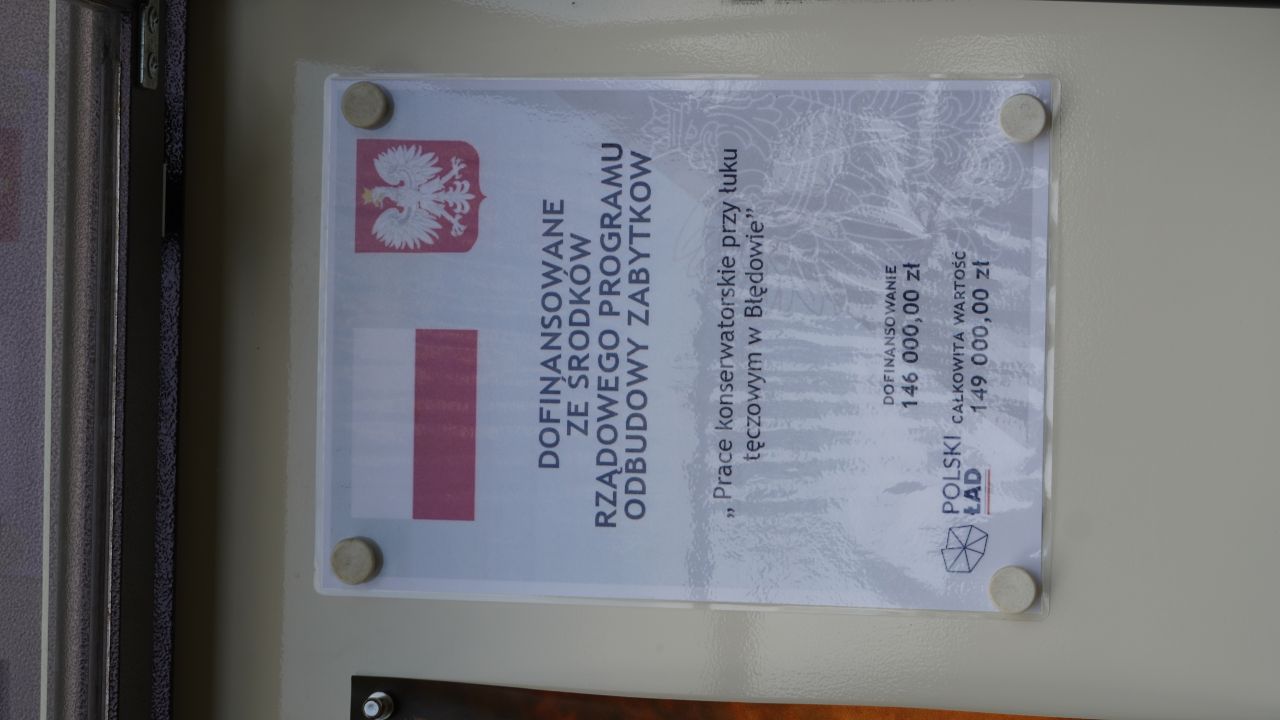 DOFINANSOWANE
ZE ŚRODKÓW
RZĄDOWEGO PROGRAMU
ODBUDOWY ZABYTKÓW
„ Prace konserwatorskie przy łuku
tęczowym w Błędowie”
DOFINANSOWANIE
146 000,00 zł
POLSKI
ŁAD
CAŁKOWITA WARTOŚĆ
149 000,00 zł